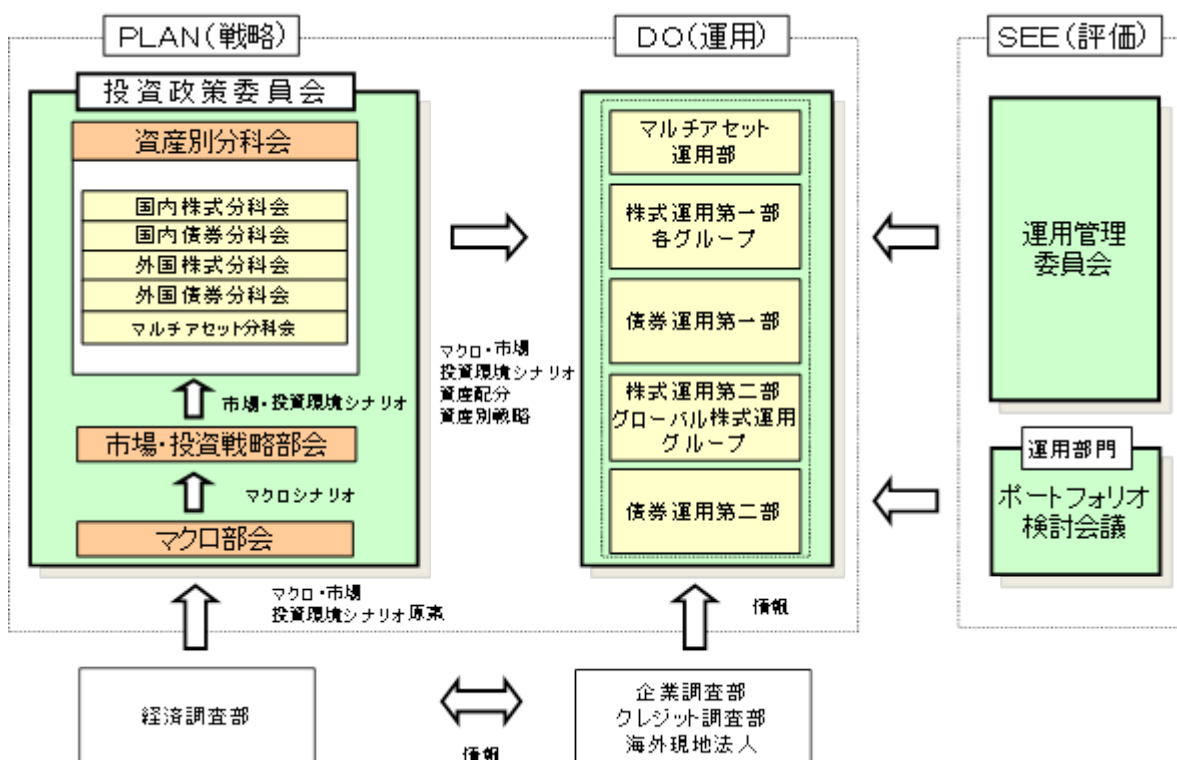 PLAN(戦略)
投資政策委員会
資産別分科会
国内株式分科会
国内債券分科会
外国株式分科会
外国債券分科会
マルチアセット分科会
市場・投資環境シナリオ
市場・投資戦略部会
マクロシナリオ
マクロ部会
マクロ・市場
投資環境シナリオ原案
経済調査部
マクロ・市場
投資環境シナリオ
資産配分
資産別戦略
情報
DO(運用)
マルチアセット
運用部
株式運用第一部
各グループ
債券運用第一部
株式運用第二部
グローバル株式運用
グループ
債券運用第二部
情報
企業調査部
クレジット調査部
海外現地法人
SEE(評価)
運用管理
委員会
運用部門
ポートフォリオ
検討会議